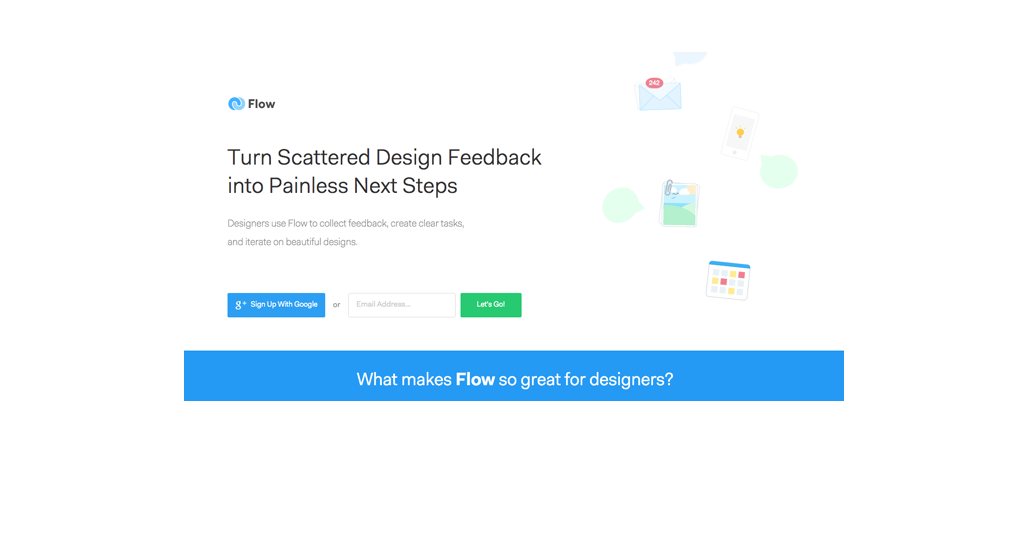 242
Flow
Turn Scattered Design Feedback
into Painless Next Steps
Designers use Flow to collect feedback, create clear tasks,
and iterate on beautiful designs.
g+ Sign Up With Google or Email Address... Let's Go!
What makes Flow so great for designers?